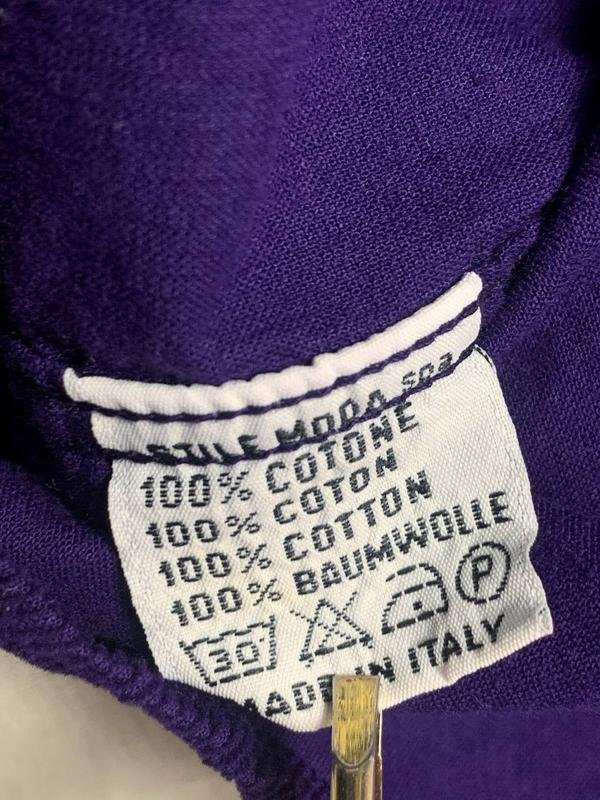 STILE MODA spa
100% COTONE
100% COTON
100% COTTON
100% BAUMWOLLE
30 P
MADE IN ITALY